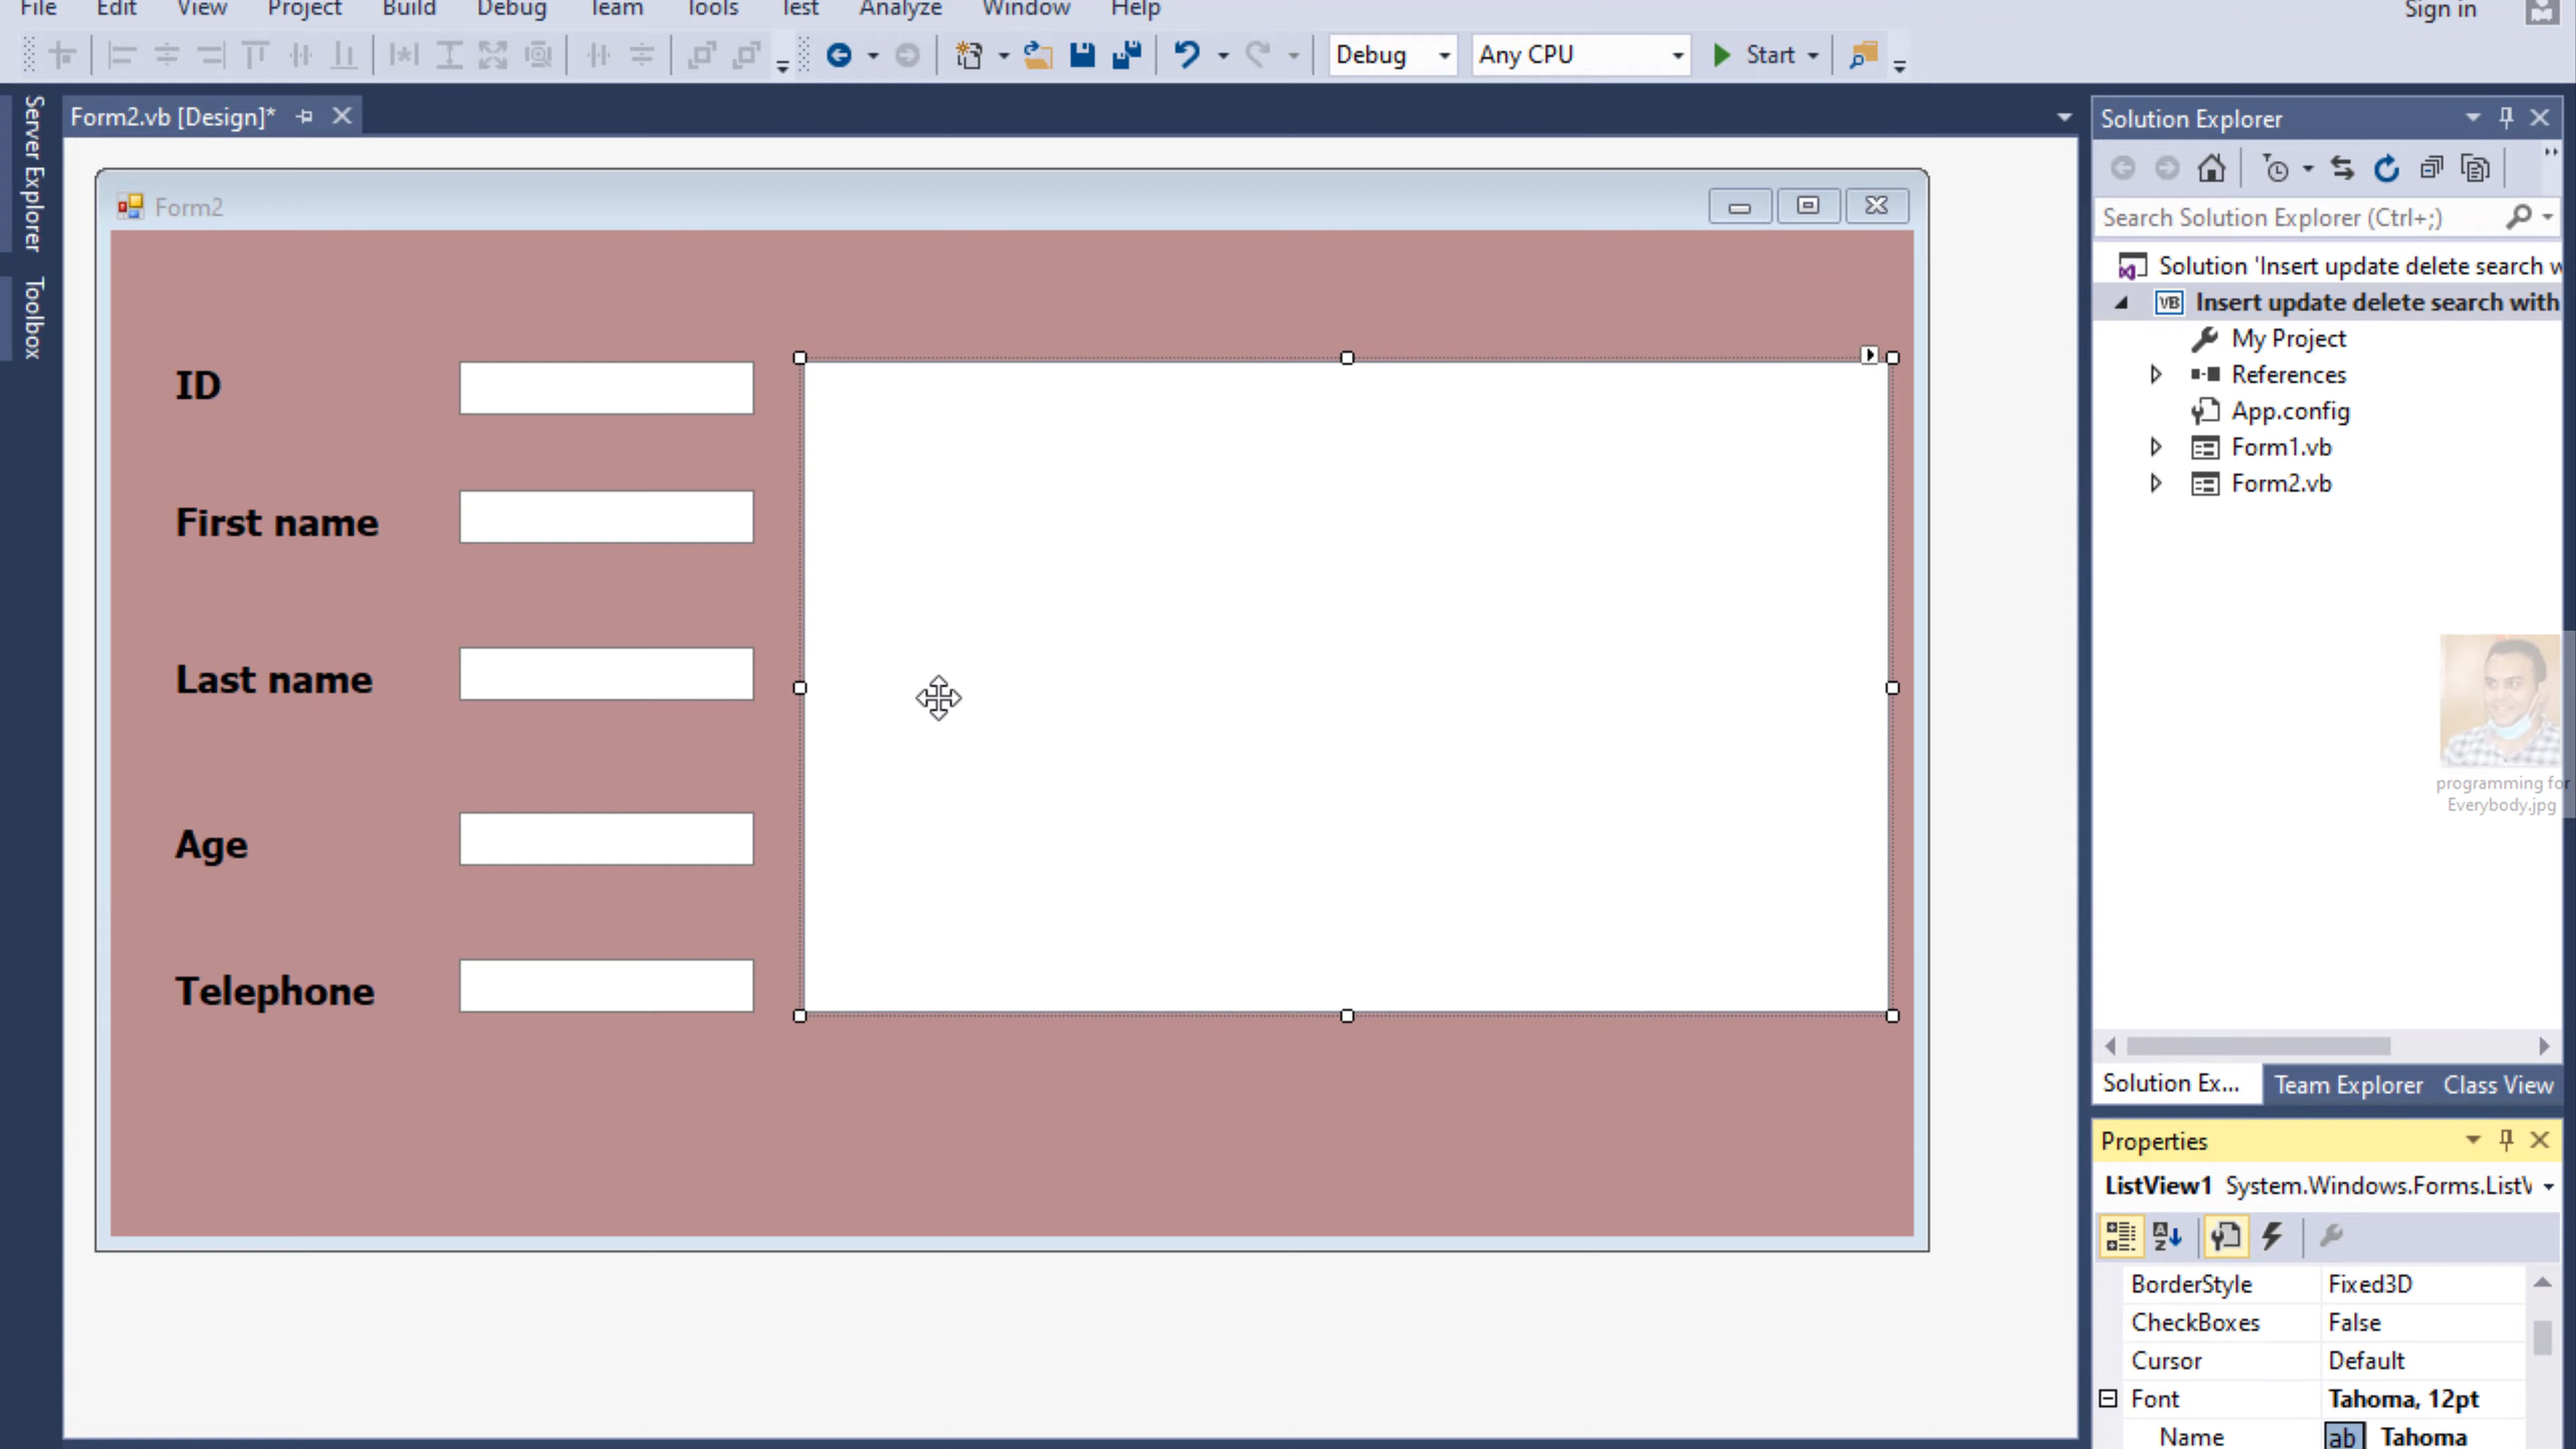 File Edit View Project Build Debug Team Tools Test Analyze Window Help Sign in
Debug Any CPU Start
Server Explorer
Toolbox
Form2.vb [Design]*
Form2
ID
First name
Last name
Age
Telephone
Solution Explorer
Search Solution Explorer (Ctrl+;)
Solution 'Insert update delete search w
VB Insert update delete search with
My Project
References
App.config
Form1.vb
Form2.vb
programming for
Everybody.jpg
Solution Ex... Team Explorer Class View
Properties
ListView1 System.Windows.Forms.ListV
BorderStyle Fixed3D
CheckBoxes False
Cursor Default
Font Tahoma, 12pt
Name ab Tahoma